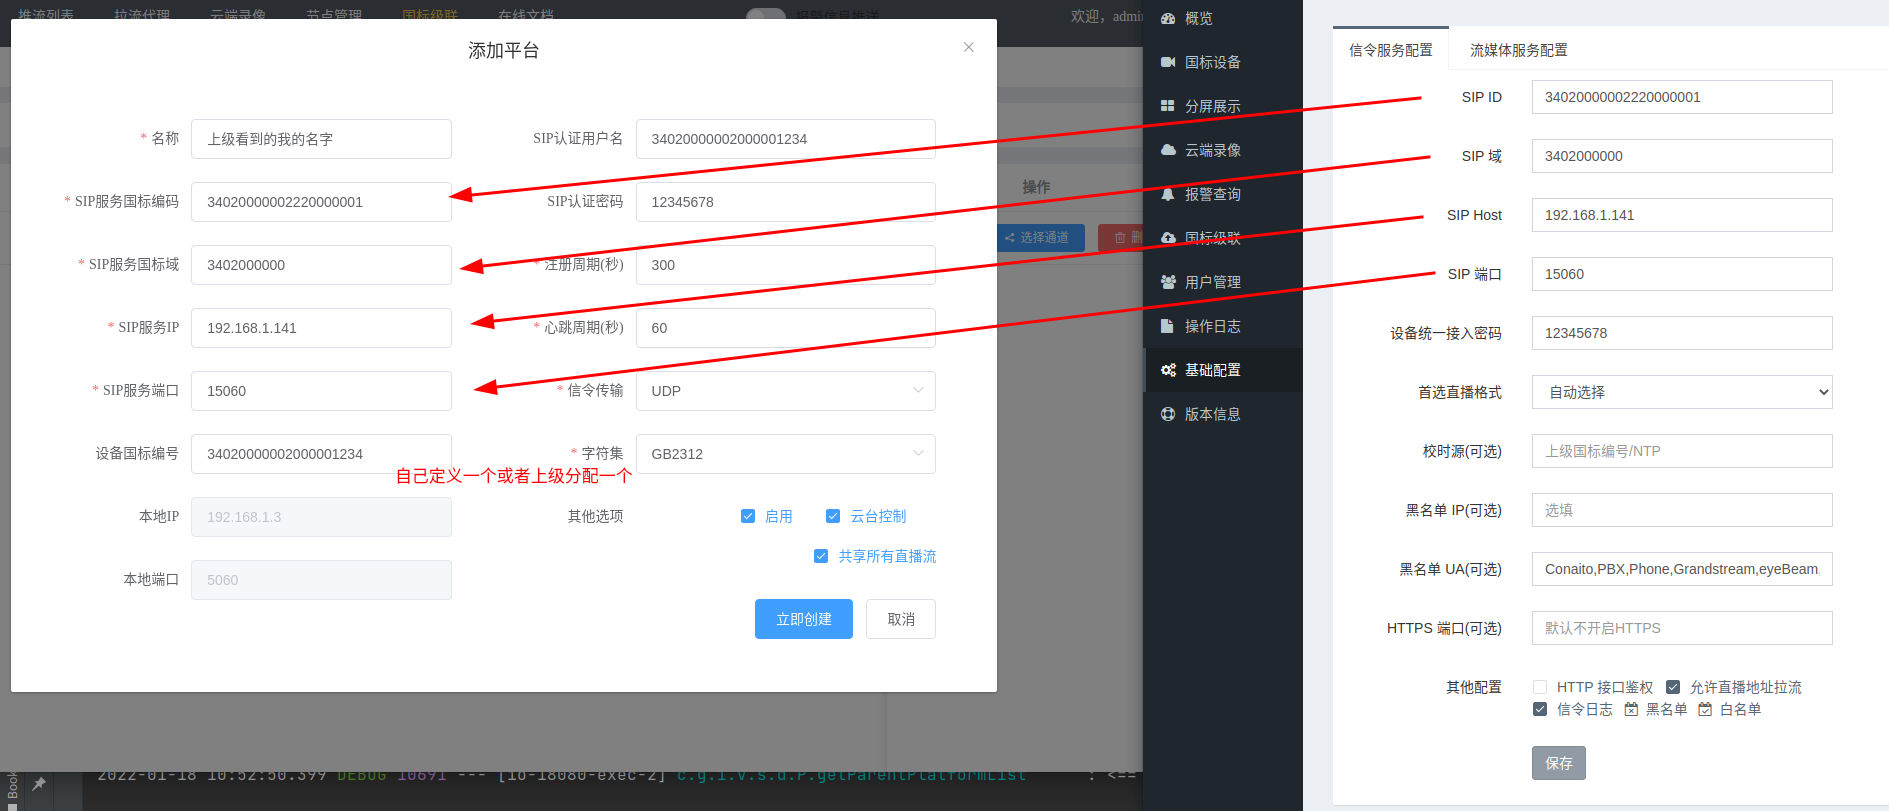 推流列表 拉流代理 云端录像 节点管理 国标级联 在线文档 报警信息推送 欢迎，admin
添加平台
* 名称 上级看到的我的名字 SIP认证用户名 34020000002000001234
* SIP服务国标编码 34020000002220000001 SIP认证密码 12345678
* SIP服务国标域 3402000000 * 注册周期(秒) 300
* SIP服务IP 192.168.1.141 * 心跳周期(秒) 60
* SIP服务端口 15060 * 信令传输 UDP
设备国标编号 34020000002000001234 * 字符集 GB2312
自己定义一个或者上级分配一个
本地IP 192.168.1.3 其他选项 启用 云台控制
共享所有直播流
本地端口 5060
立即创建 取消
操作
选择通道 删
概览
国标设备
分屏展示
云端录像
报警查询
国标级联
用户管理
操作日志
基础配置
版本信息
信令服务配置 流媒体服务配置
SIP ID 34020000002220000001
SIP 域 3402000000
SIP Host 192.168.1.141
SIP 端口 15060
设备统一接入密码 12345678
首选直播格式 自动选择
校时源(可选) 上级国标编号/NTP
黑名单 IP(可选) 选填
黑名单 UA(可选) Conaito,PBX,Phone,Grandstream,eyeBeam,
HTTPS 端口(可选) 默认不开启HTTPS
其他配置 HTTP 接口鉴权 允许直播地址拉流
信令日志 黑名单 白名单
保存
Book
2022-01-18 10:52:50.399 DEBUG 10691 --- [io-18080-exec-2] c.g.i.v.s.d.P.getParentPlatformList : <==